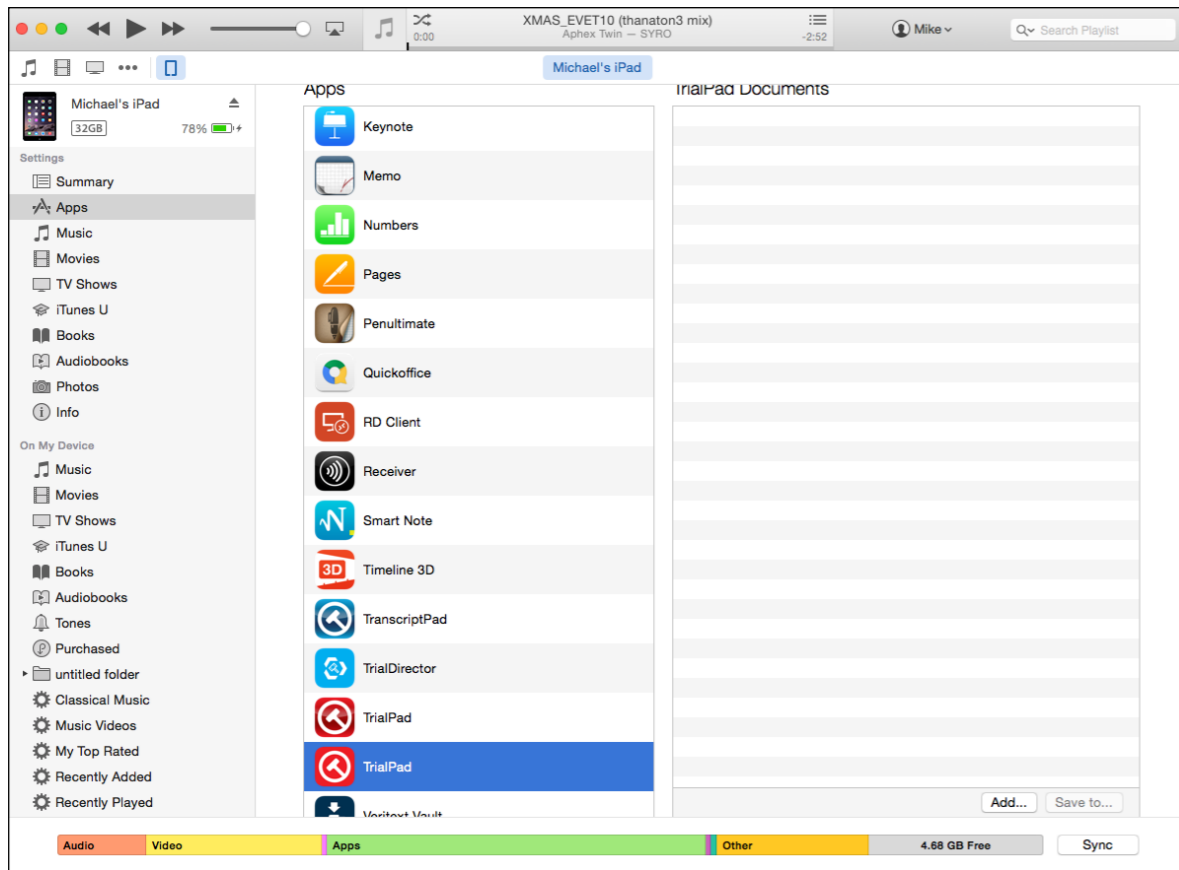 XMAS_EVET10 (thanaton3 mix)
Aphex Twin — SYRO
0:00
-2:52
Mike
Search Playlist
Michael's iPad
Michael's iPad
32GB
78%
Settings
Summary
Apps
Music
Movies
TV Shows
iTunes U
Books
Audiobooks
Photos
Info
On My Device
Music
Movies
TV Shows
iTunes U
Books
Audiobooks
Tones
Purchased
untitled folder
Classical Music
Music Videos
My Top Rated
Recently Added
Recently Played
Apps
Keynote
Memo
Numbers
Pages
Penultimate
Quickoffice
RD Client
Receiver
Smart Note
3D
Timeline 3D
TranscriptPad
TrialDirector
TrialPad
TrialPad
Veritext Vault
TrialPad Documents
Add...
Save to...
Audio
Video
Apps
Other
4.68 GB Free
Sync